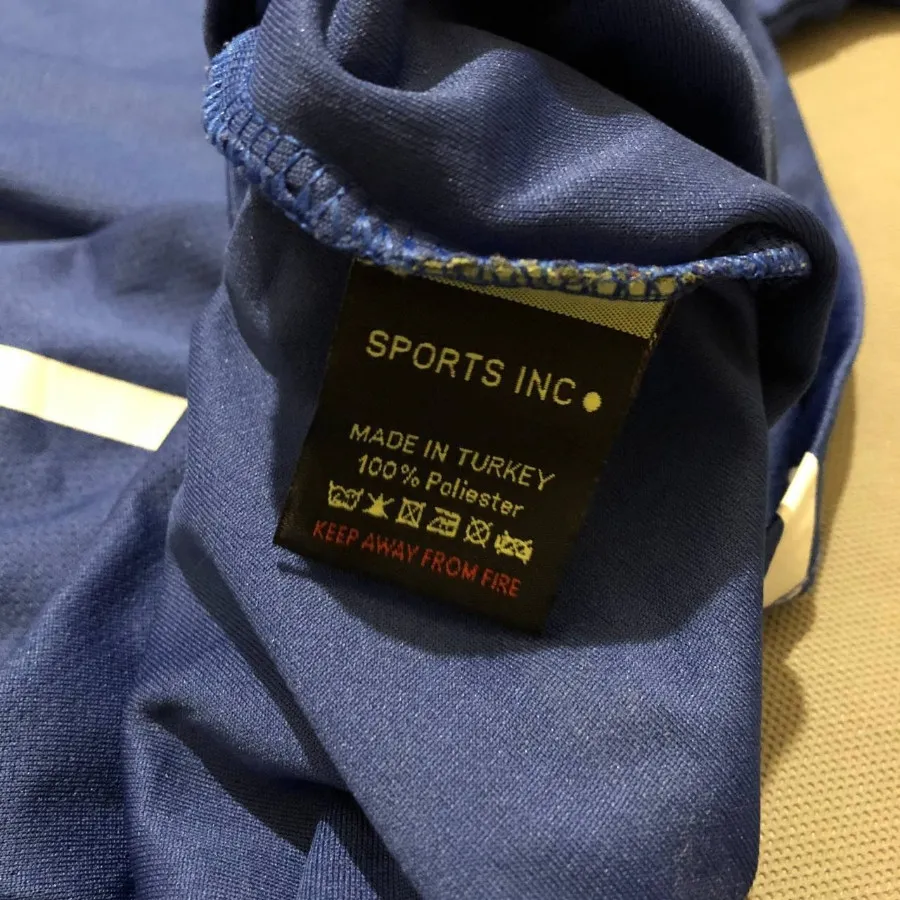 SPORTS INC.
MADE IN TURKEY
100% Poliester
KEEP AWAY FROM FIRE